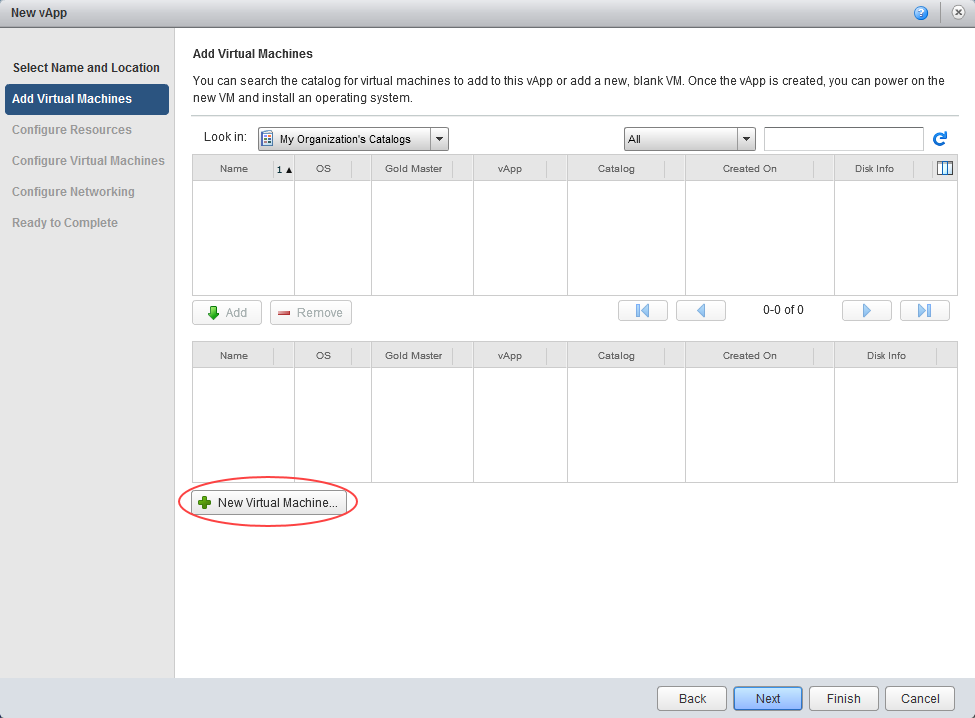 New vApp
?
Select Name and Location
Add Virtual Machines
Configure Resources
Configure Virtual Machines
Configure Networking
Ready to Complete
Add Virtual Machines
You can search the catalog for virtual machines to add to this vApp or add a new, blank VM. Once the vApp is created, you can power on the
new VM and install an operating system.
Look in: My Organization's Catalogs All
Name 1 ▲ OS Gold Master vApp Catalog Created On Disk Info
Add Remove 0-0 of 0
Name OS Gold Master vApp Catalog Created On Disk Info
New Virtual Machine...
Back Next Finish Cancel